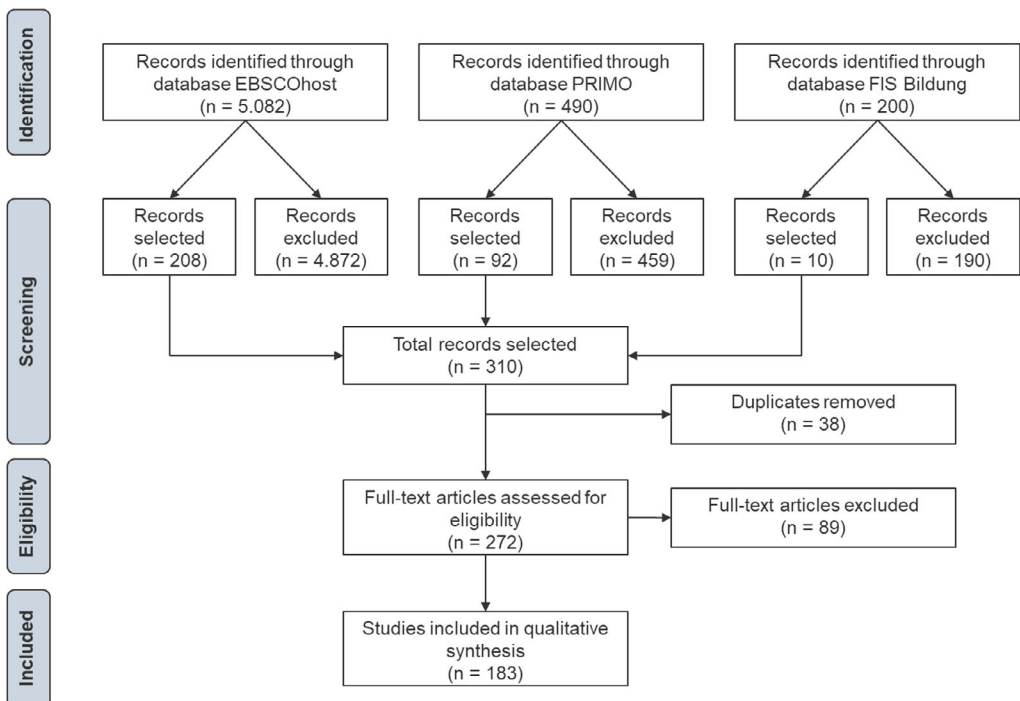 Identification
Records identified through
database EBSCOhost
(n = 5.082)
Records identified through
database PRIMO
(n = 490)
Records identified through
database FIS Bildung
(n = 200)
Screening
Records
selected
(n = 208)
Records
excluded
(n = 4.872)
Records
selected
(n = 92)
Records
excluded
(n = 459)
Records
selected
(n = 10)
Records
excluded
(n = 190)
Total records selected
(n = 310)
Duplicates removed
(n = 38)
Eligibility
Full-text articles assessed for
eligibility
(n = 272)
Full-text articles excluded
(n = 89)
Included
Studies included in qualitative
synthesis
(n = 183)